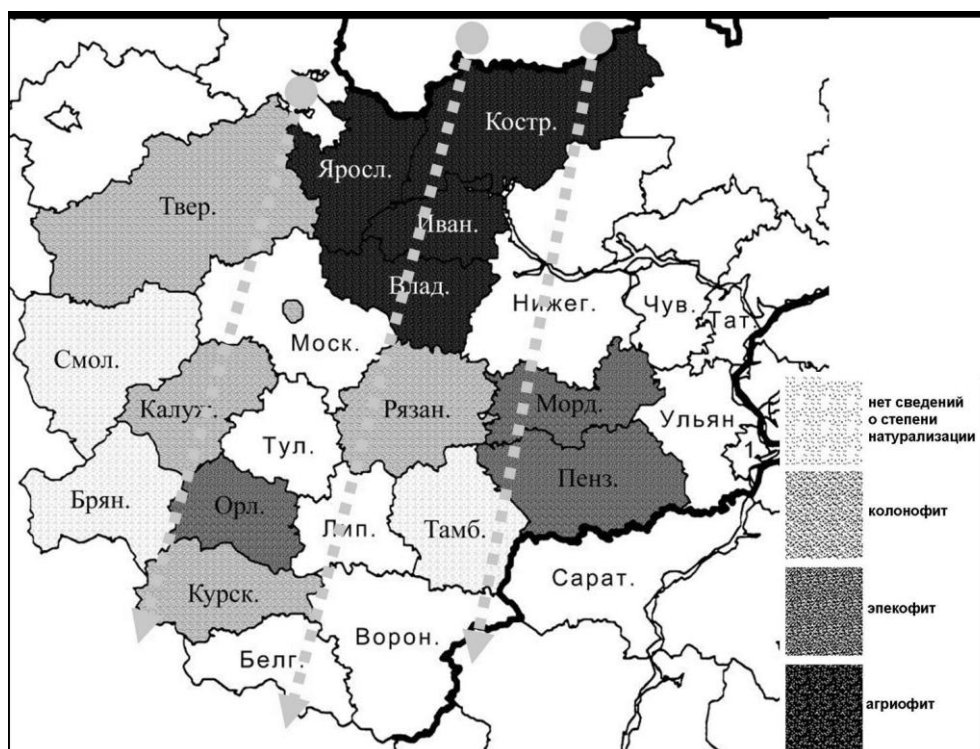 Костр.
Яросл.
Твер.
Иван.
Влад.
Нижег.
Чув.
Тат.
Моск.
Смол.
Калуж.
Рязан.
Морд.
Ульян
Тул.
1
Брян.
Орл.
Лип.
Тамб.
Пенз.
Сарат.
Курск.
Ворон.
Белг.
нет сведений
о степени
натурализации
колонофит
эпекофит
агриофит